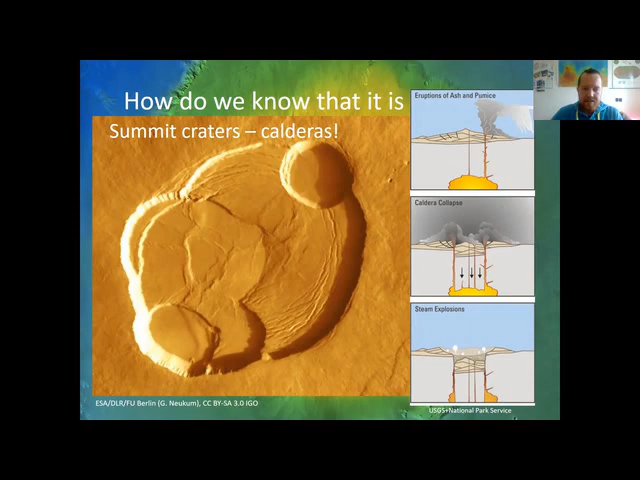 How do we know that it is
Summit craters – calderas!
Eruptions of Ash and Pumice
Caldera Collapse
Steam Explosions
ESA/DLR/FU Berlin (G. Neukum), CC BY-SA 3.0 IGO
USGS+National Park Service